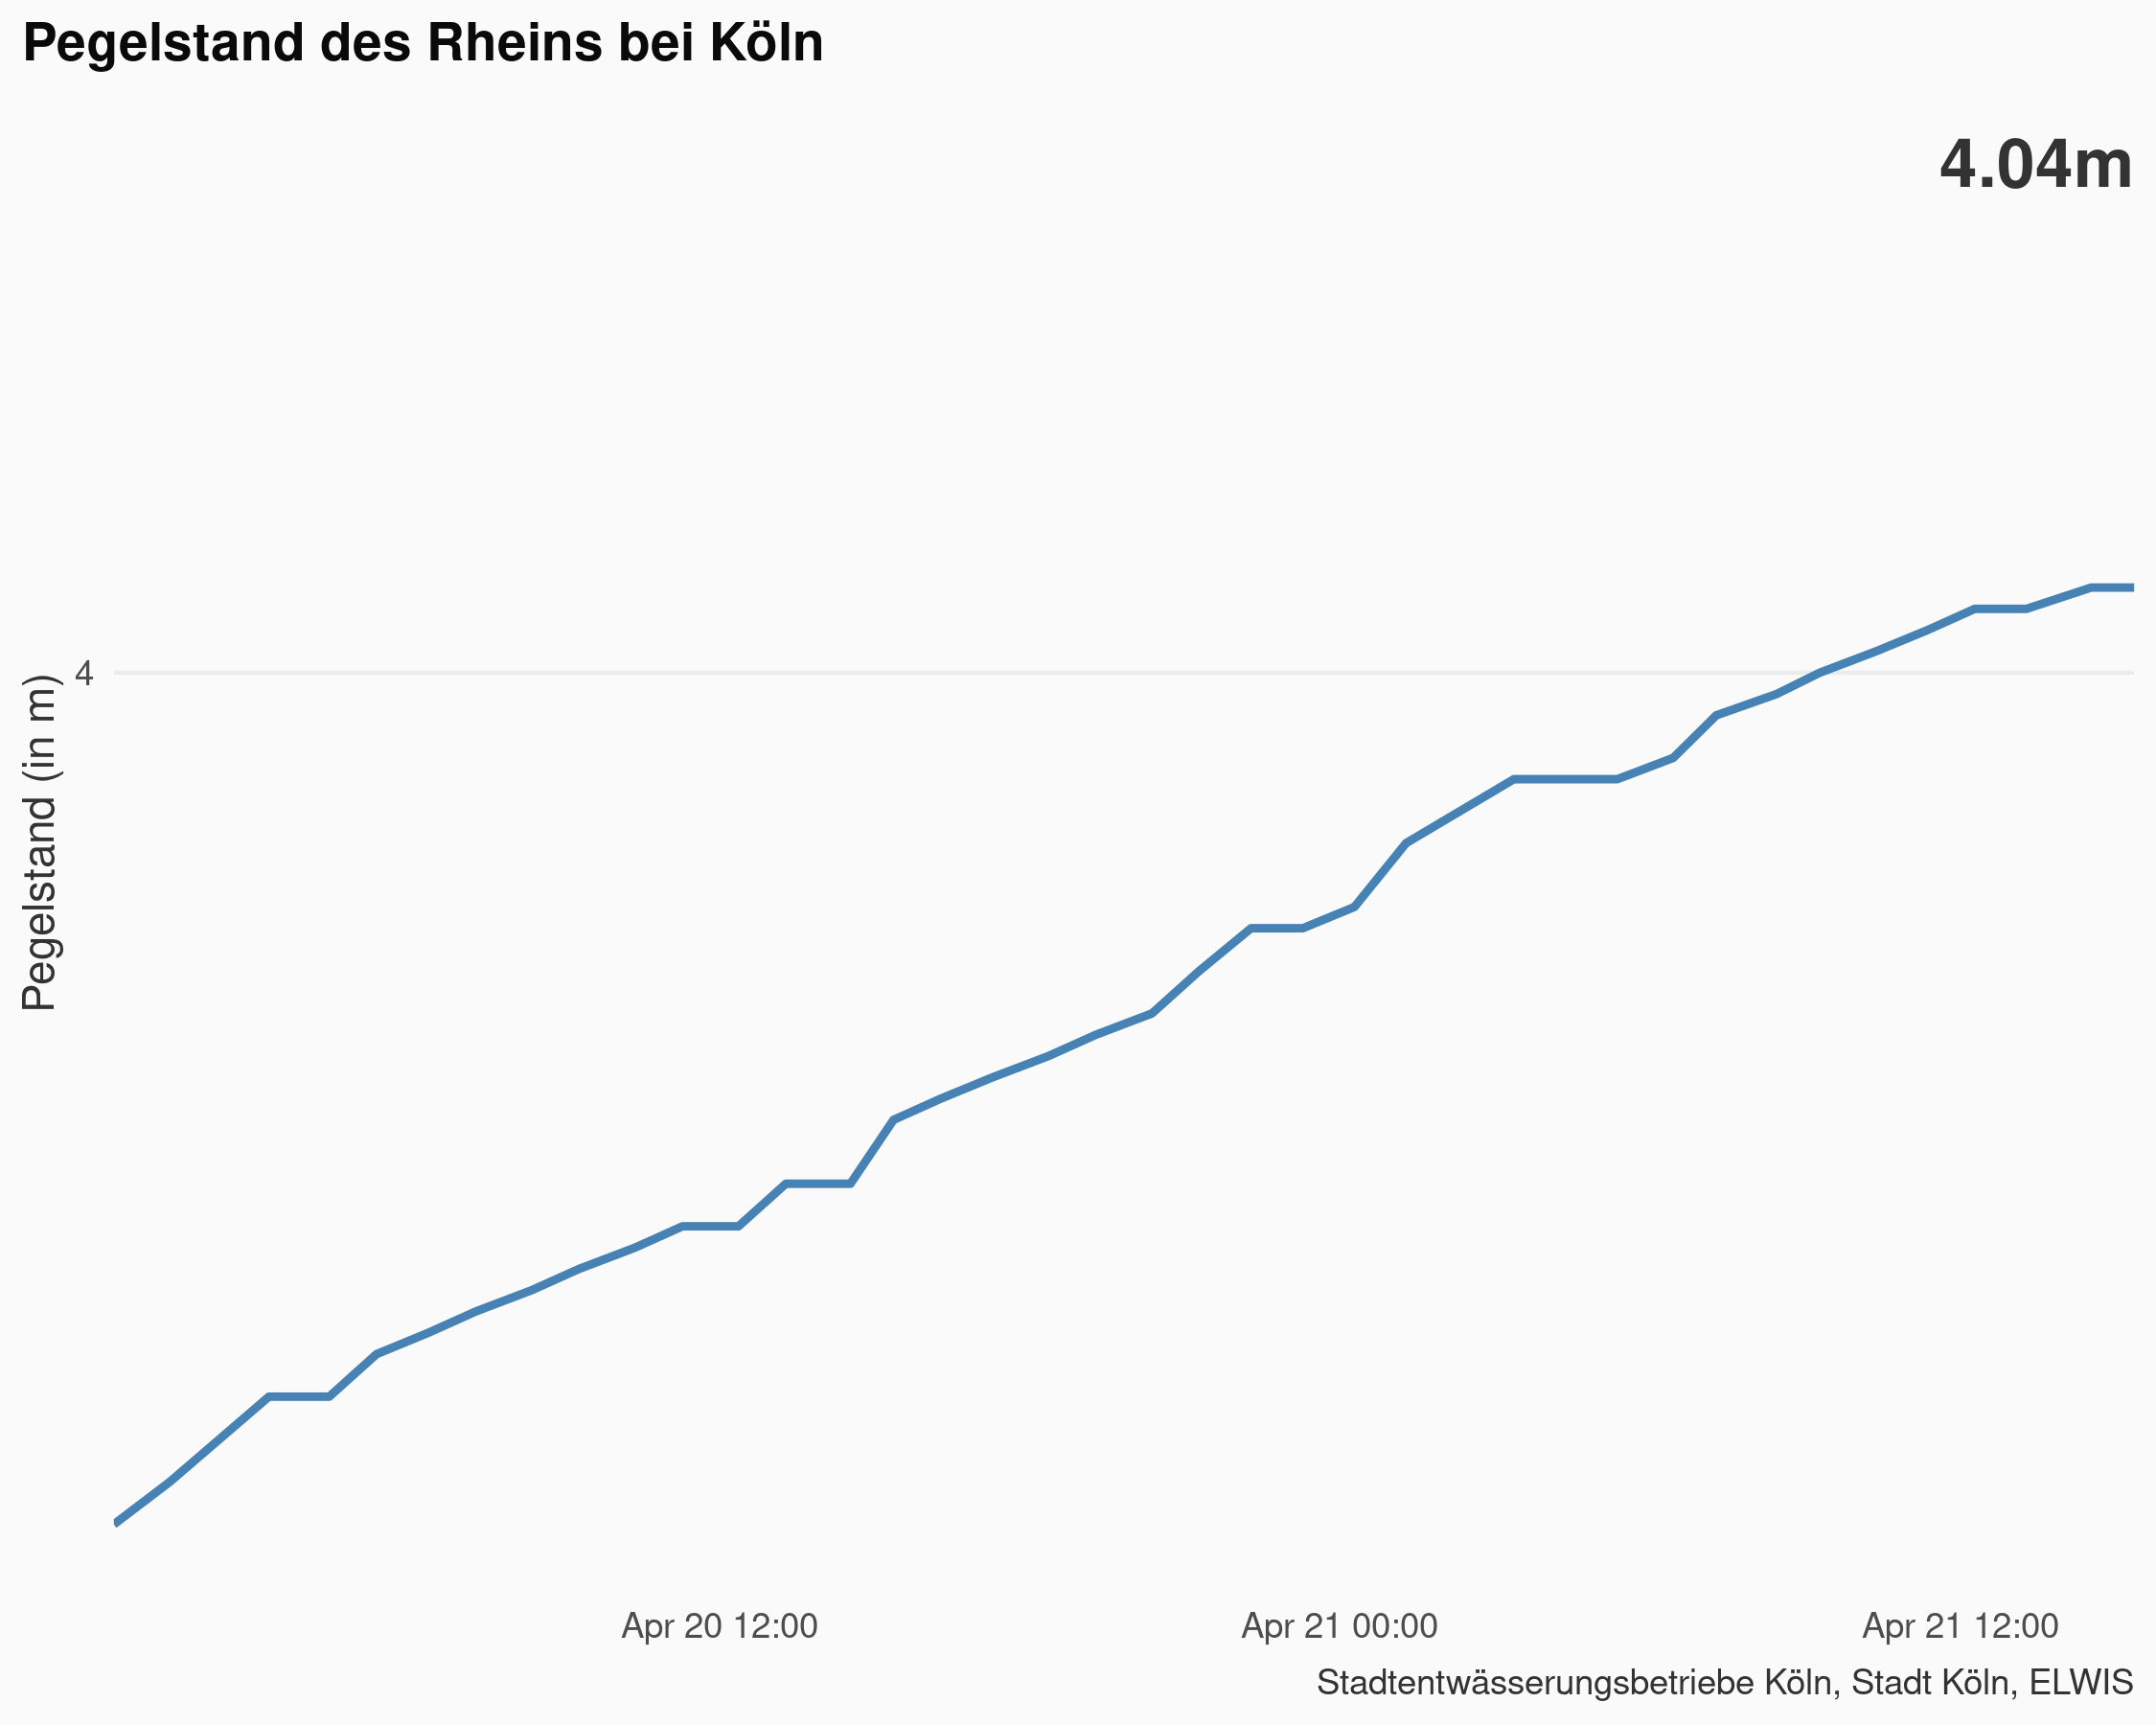 Pegelstand des Rheins bei Köln
4.04m
Pegelstand (in m)
4
Apr 20 12:00
Apr 21 00:00
Apr 21 12:00
Stadtentwässerungsbetriebe Köln, Stadt Köln, ELWIS